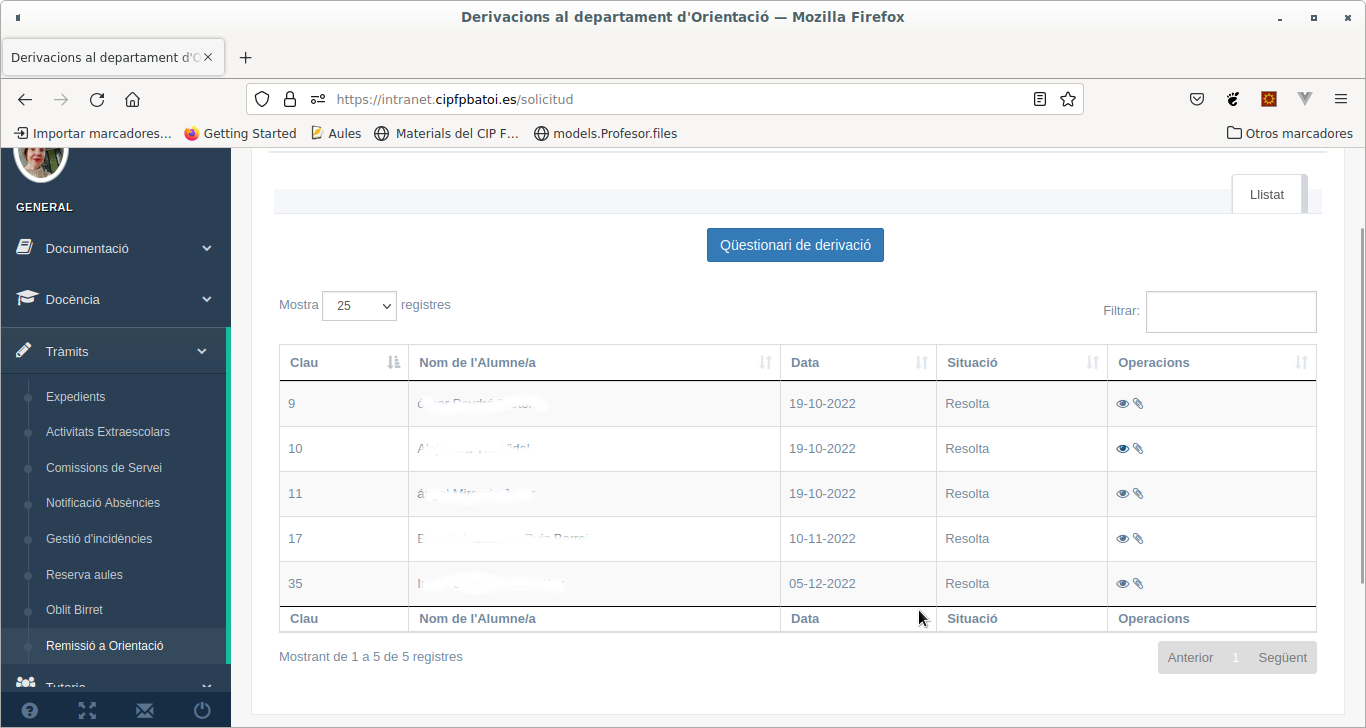 Derivacions al departament d'Orientació — Mozilla Firefox
Derivacions al departament d'O
https://intranet.cipfpbatoi.es/solicitud
Importar marcadores… Getting Started Aules Materials del CIP F… models.Profesor.files Otros marcadores
GENERAL
Documentació
Docència
Tràmits
Expedients
Activitats Extraescolars
Comissions de Servei
Notificació Absències
Gestió d'incidències
Reserva aules
Oblit Birret
Remissió a Orientació
Tutoria
Llistat
Qüestionari de derivació
Mostra 25 registres Filtrar:
Clau Nom de l'Alumne/a Data Situació Operacions
9 19-10-2022 Resolta
10 19-10-2022 Resolta
11 19-10-2022 Resolta
17 10-11-2022 Resolta
35 05-12-2022 Resolta
Clau Nom de l'Alumne/a Data Situació Operacions
Mostrant de 1 a 5 de 5 registres Anterior 1 Següent